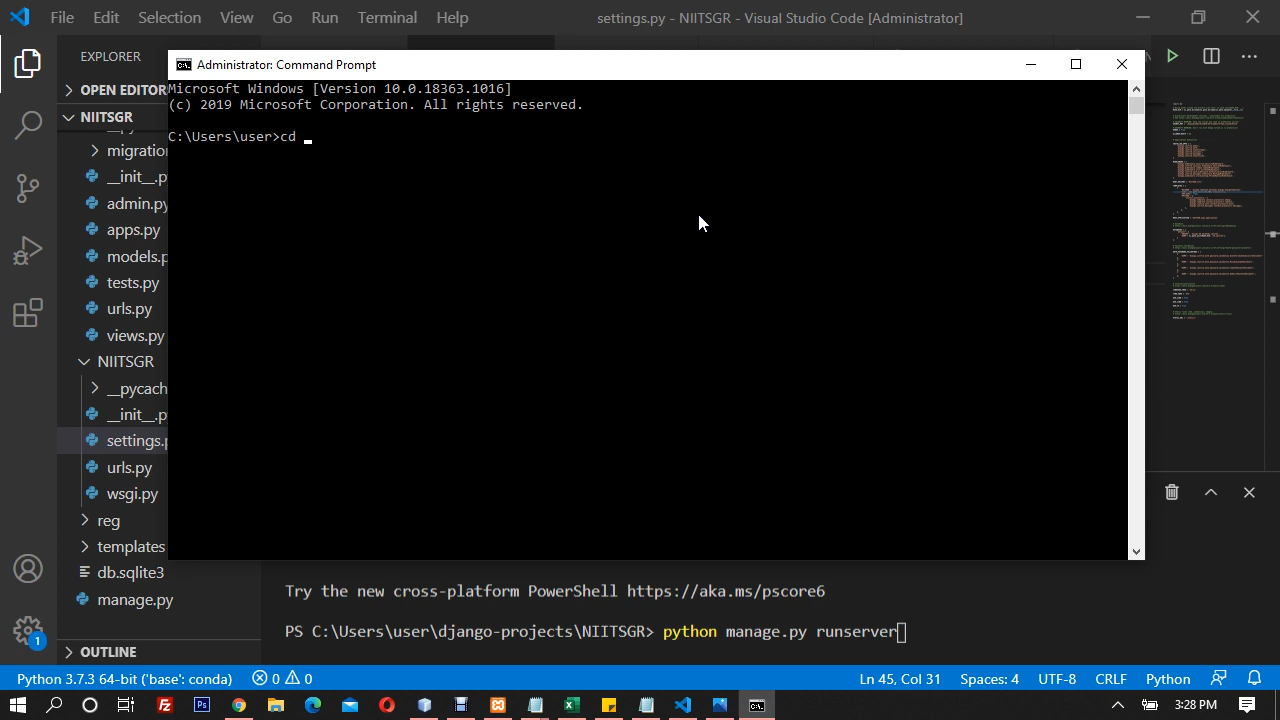 File Edit Selection View Go Run Terminal Help
settings.py - NIITSGR - Visual Studio Code [Administrator]
EXPLORER
OPEN EDITOR
NIITSGR
migration
__init__.p
admin.py
apps.py
models.p
tests.py
urls.py
views.py
NIITSGR
__pycach
__init__.p
settings.p
urls.py
wsgi.py
reg
templates
db.sqlite3
manage.py
OUTLINE
Administrator: Command Prompt
Microsoft Windows [Version 10.0.18363.1016]
(c) 2019 Microsoft Corporation. All rights reserved.
C:\Users\user>cd
Try the new cross-platform PowerShell https://aka.ms/pscore6
PS C:\Users\user\django-projects\NIITSGR> python manage.py runserver
1
Python 3.7.3 64-bit ('base': conda) 0 0
Ln 45, Col 31 Spaces: 4 UTF-8 CRLF Python
3:28 PM